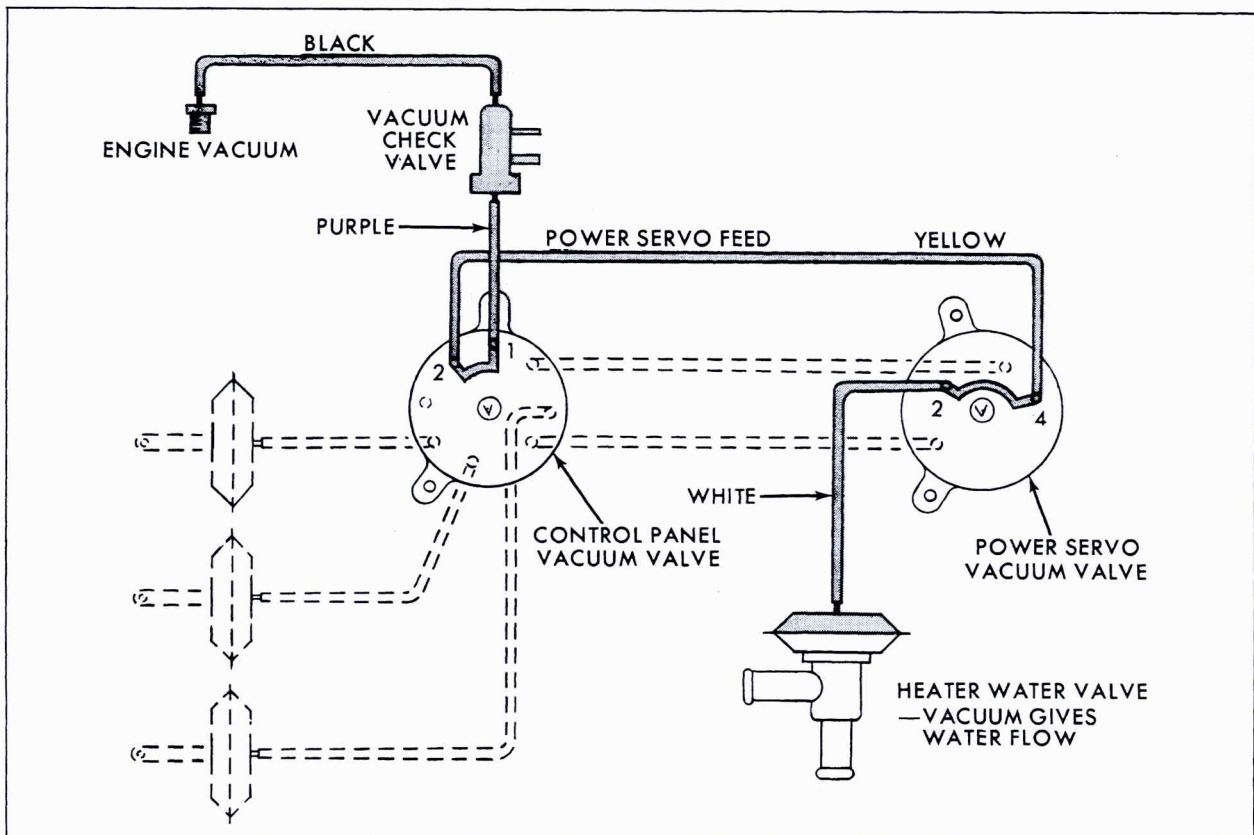 BLACK
ENGINE VACUUM
VACUUM
CHECK
VALVE
PURPLE
POWER SERVO FEED
YELLOW
1
2
A
2
A
4
WHITE
CONTROL PANEL
VACUUM VALVE
POWER SERVO
VACUUM VALVE
HEATER WATER VALVE
—VACUUM GIVES
WATER FLOW